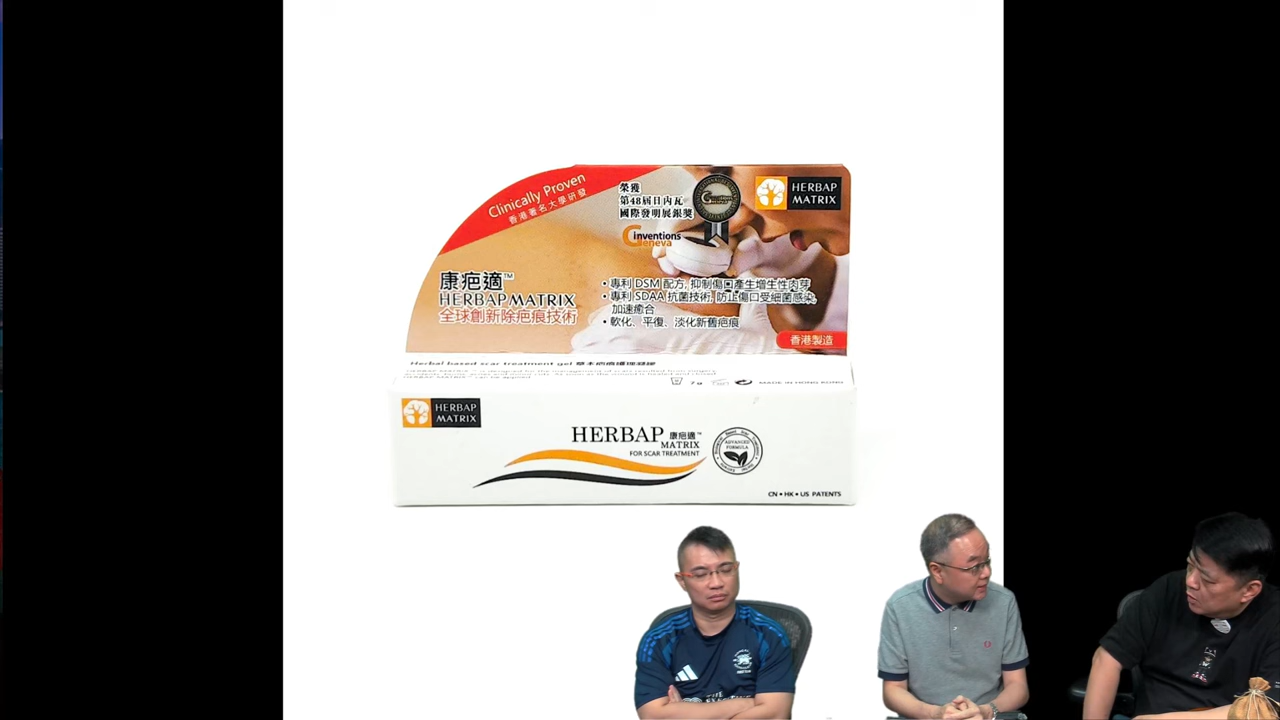 Clinically Proven
香港著名大學研發
榮獲
第48屆日內瓦
國際發明展銀獎
inventions
Geneva
HERBAP
MATRIX
康疤適™
HERBAP MATRIX
全球創新除疤痕技術
• 專利 DSM 配方, 抑制傷口產生增生性肉芽
• 專利 SDAA 抗菌技術, 防止傷口受細菌感染,
加速癒合
• 軟化、平復、淡化新舊疤痕
香港製造
Herbal based scar treatment gel 草本疤痕護理凝膠
7g
MADE IN HONG KONG
HERBAP
MATRIX
HERBAP 康疤適™
MATRIX
FOR SCAR TREATMENT
ADVANCED
FORMULA
CN • HK • US PATENTS